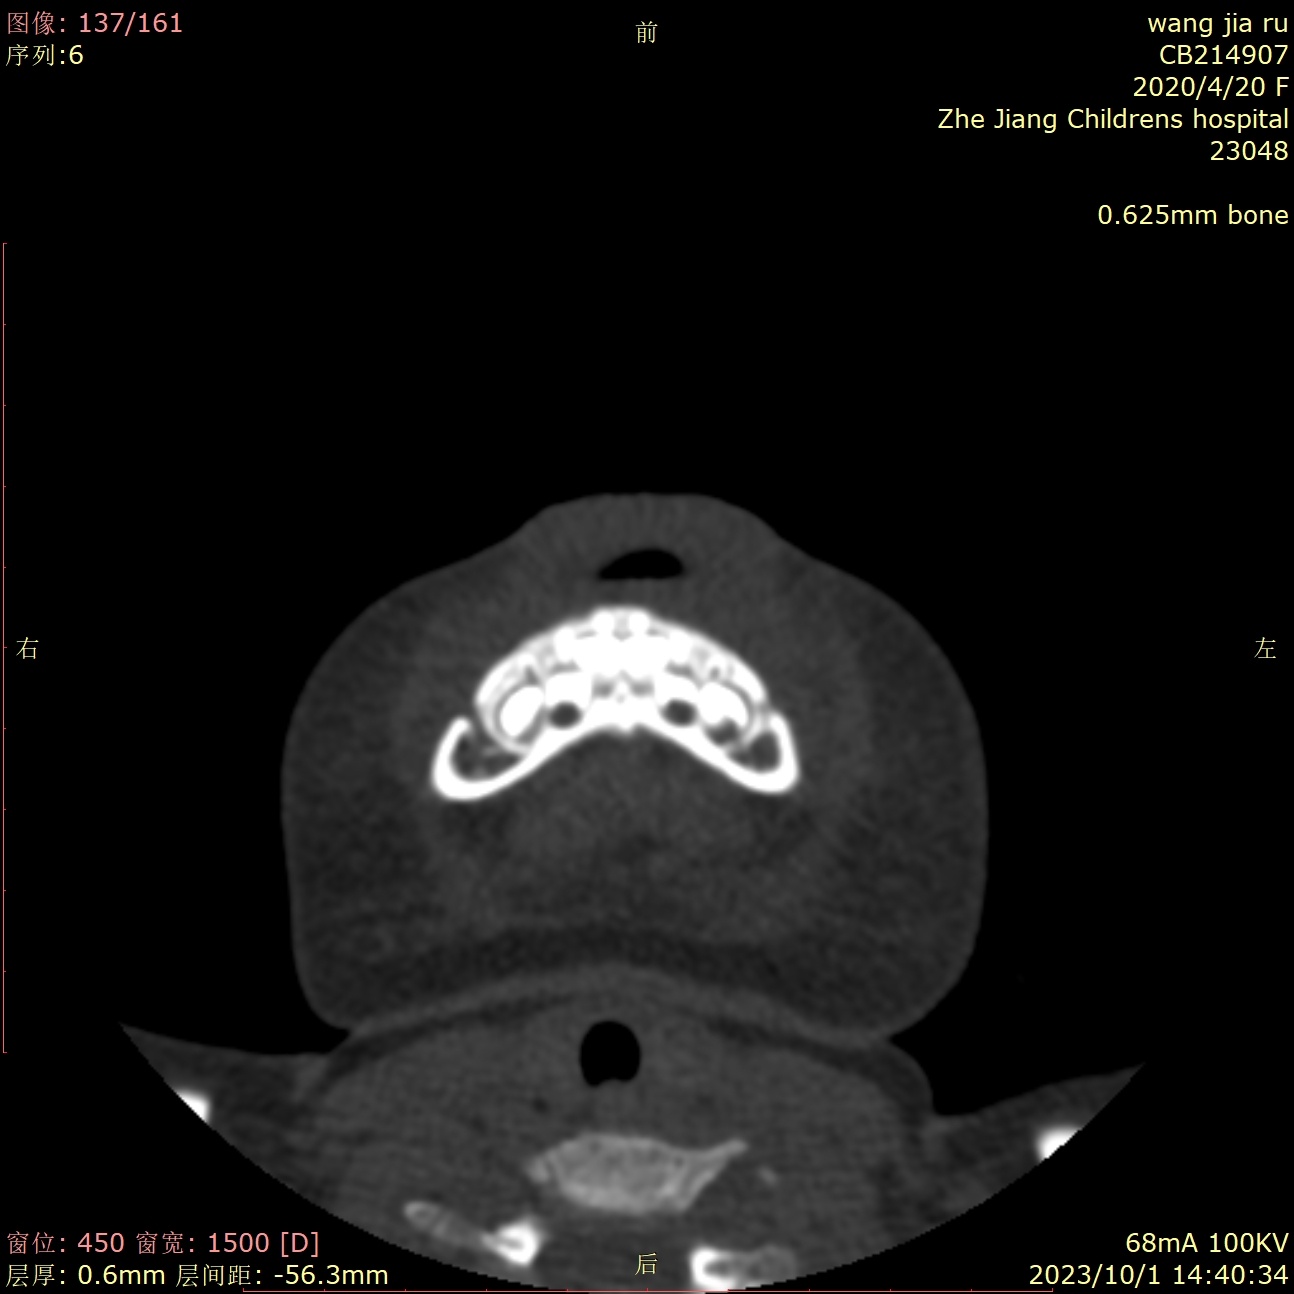 图像: 137/161
序列:6
前
wang jia ru
CB214907
2020/4/20 F
Zhe Jiang Childrens hospital
23048
0.625mm bone
右
左
窗位: 450 窗宽: 1500 [D]
层厚: 0.6mm 层间距: -56.3mm
后
68mA 100KV
2023/10/1 14:40:34